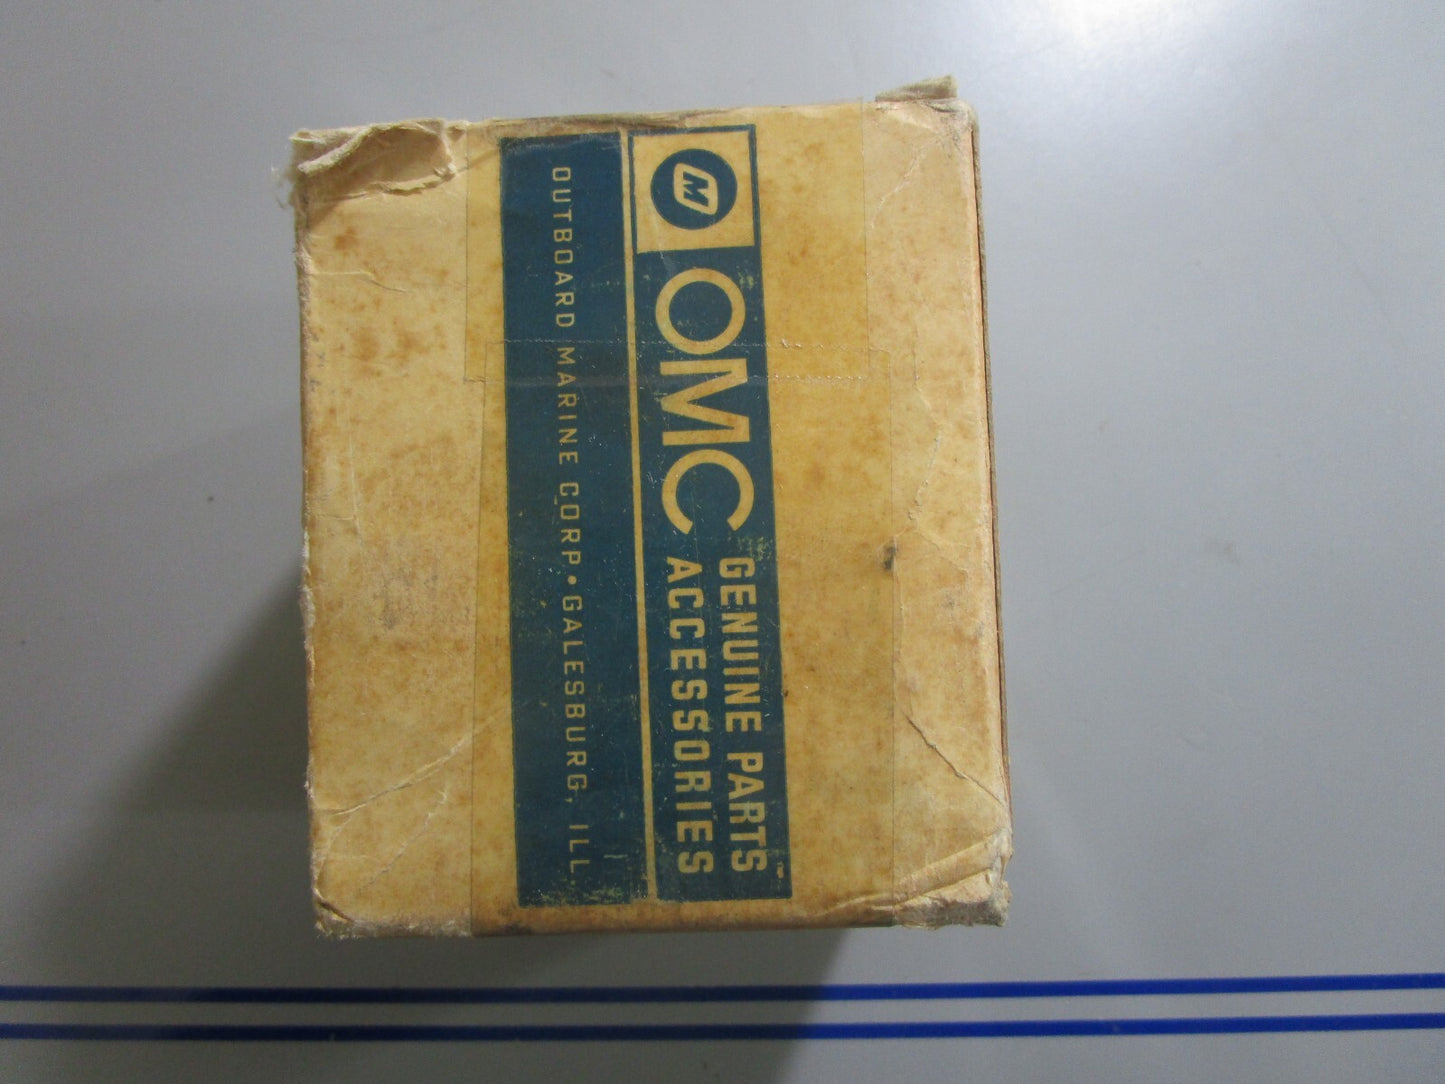 M
OMC
GENUINE PARTS
ACCESSORIES
OUTBOARD MARINE CORP • GALESBURG, ILL.